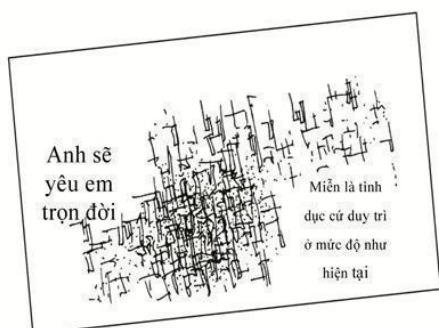 Anh sẽ
yêu em
trọn đời
Miễn là tình
dục cứ duy trì
ở mức độ như
hiện tại